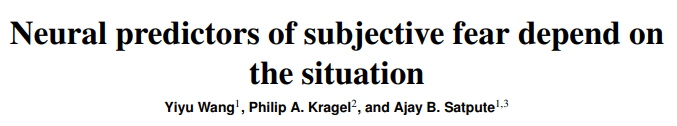 Neural predictors of subjective fear depend on
the situation
Yiyu Wang¹, Philip A. Kragel², and Ajay B. Satpute¹,³